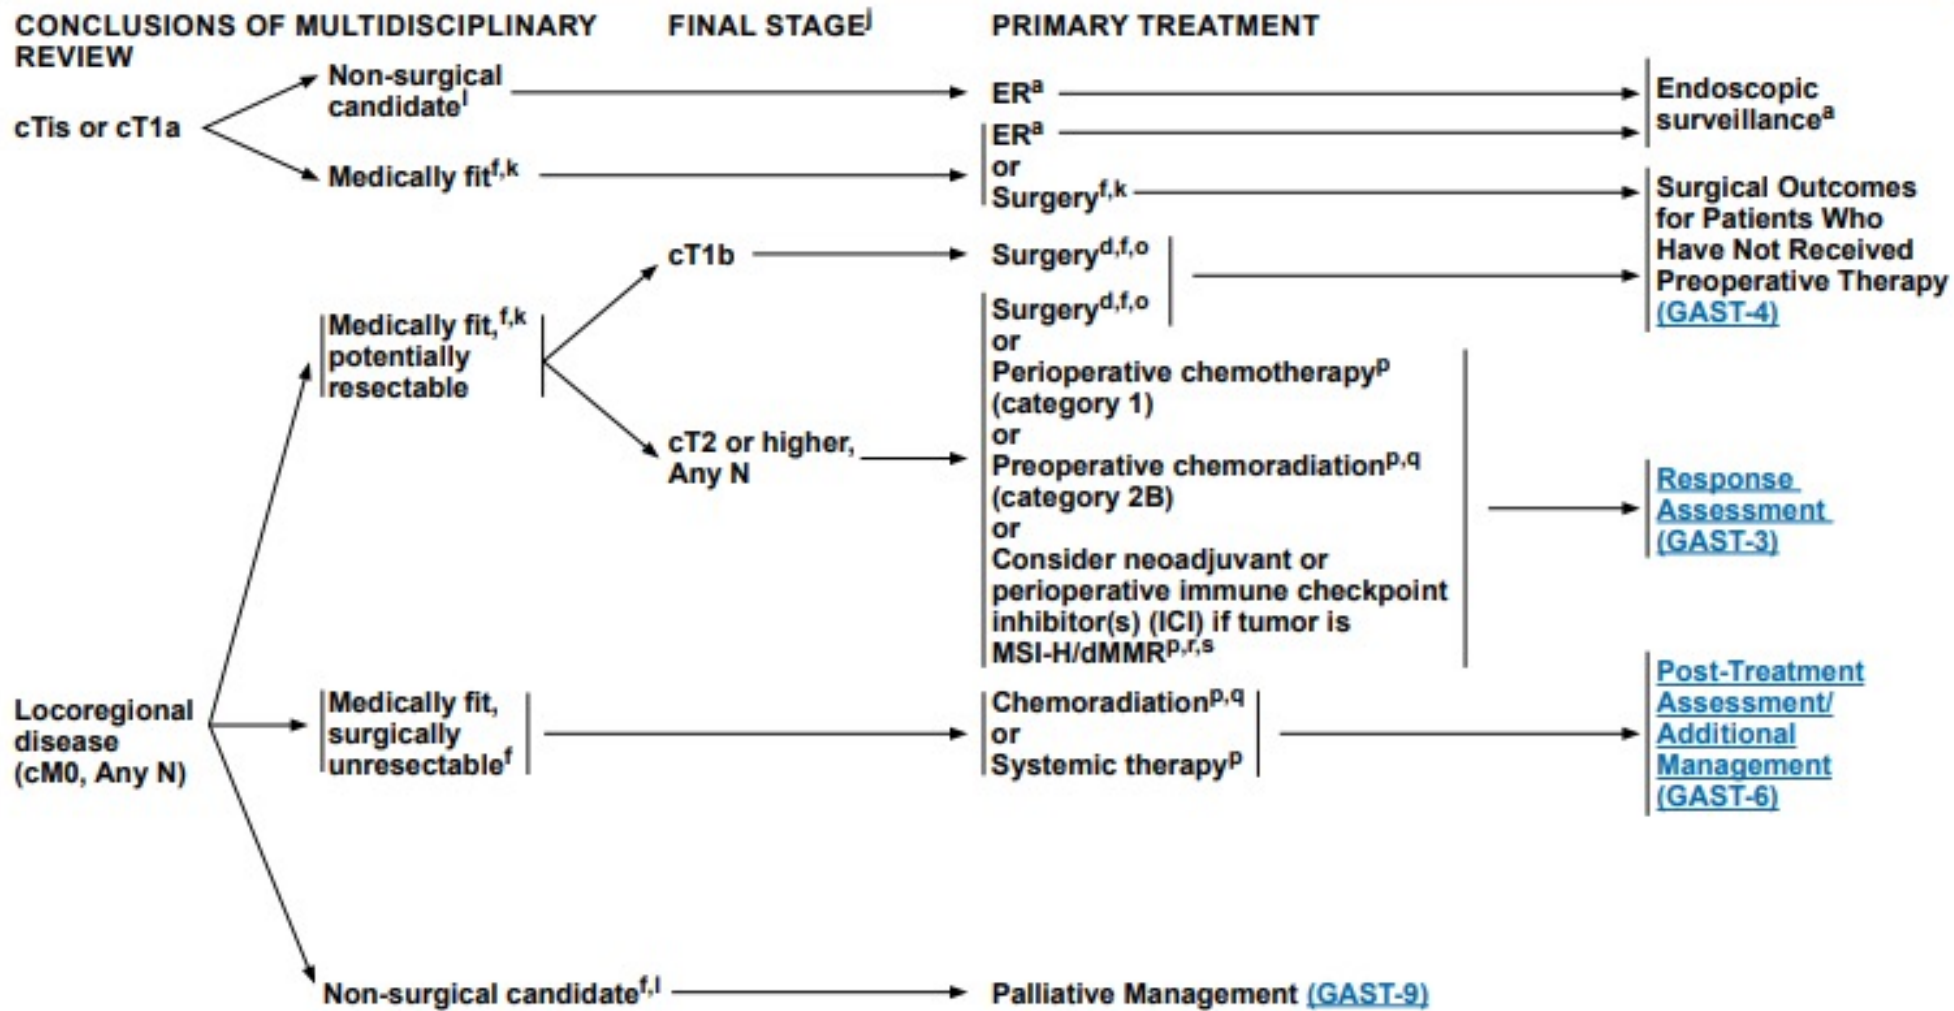 CONCLUSIONS OF MULTIDISCIPLINARY
REVIEW
FINAL STAGEj
PRIMARY TREATMENT
cTis or cT1a
Non-surgical
candidatel
ERa
Endoscopic
surveillancea
Medically fitf,k
ERa
or
Surgeryf,k
Surgical Outcomes
for Patients Who
Have Not Received
Preoperative Therapy
(GAST-4)
Locoregional
disease
(cM0, Any N)
Medically fit,f,k
potentially
resectable
cT1b
Surgeryd,f,o
cT2 or higher,
Any N
Surgeryd,f,o
or
Perioperative chemotherapyp
(category 1)
or
Preoperative chemoradiationp,q
(category 2B)
or
Consider neoadjuvant or
perioperative immune checkpoint
inhibitor(s) (ICI) if tumor is
MSI-H/dMMRp,r,s
Response
Assessment
(GAST-3)
Medically fit,
surgically
unresectablef
Chemoradiationp,q
or
Systemic therapyp
Post-Treatment
Assessment/
Additional
Management
(GAST-6)
Non-surgical candidatef,l
Palliative Management (GAST-9)